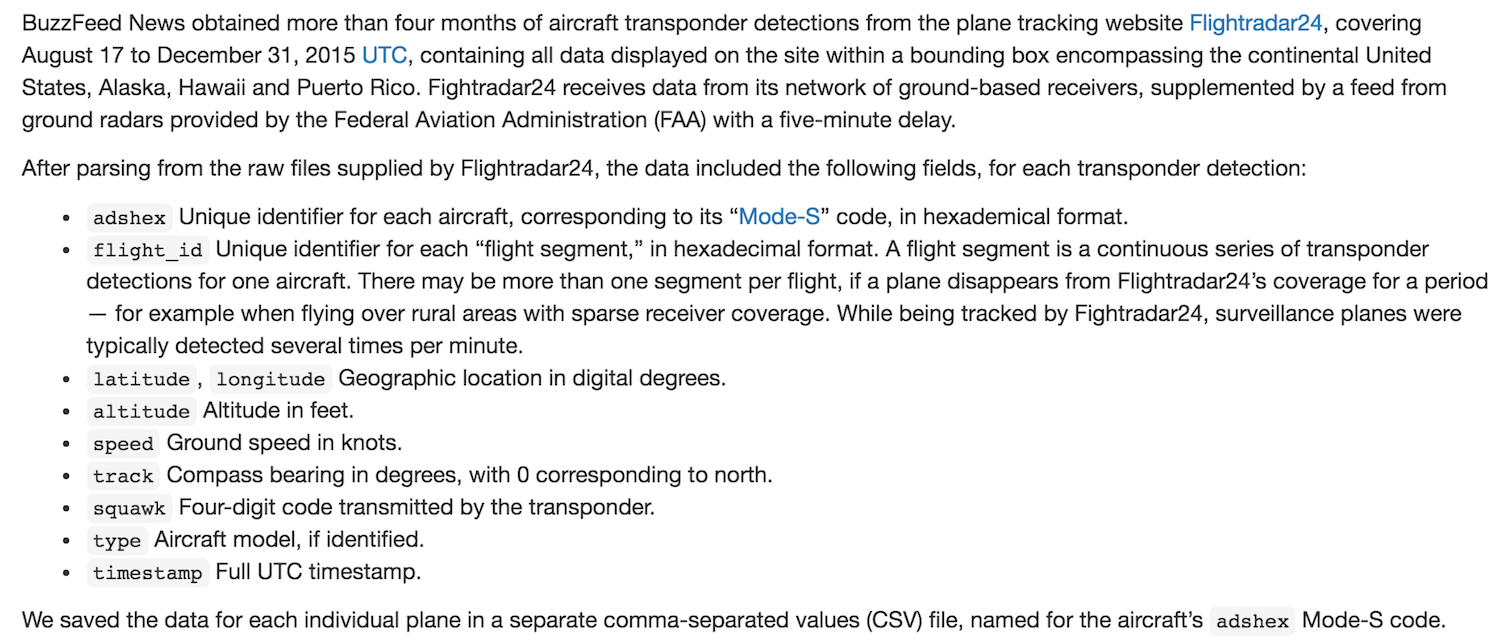 BuzzFeed News obtained more than four months of aircraft transponder detections from the plane tracking website Flightradar24, covering
August 17 to December 31, 2015 UTC, containing all data displayed on the site within a bounding box encompassing the continental United
States, Alaska, Hawaii and Puerto Rico. Fightradar24 receives data from its network of ground-based receivers, supplemented by a feed from
ground radars provided by the Federal Aviation Administration (FAA) with a five-minute delay.
After parsing from the raw files supplied by Flightradar24, the data included the following fields, for each transponder detection:
• adshex Unique identifier for each aircraft, corresponding to its “Mode-S” code, in hexademical format.
• flight_id Unique identifier for each “flight segment,” in hexadecimal format. A flight segment is a continuous series of transponder
detections for one aircraft. There may be more than one segment per flight, if a plane disappears from Flightradar24’s coverage for a period
— for example when flying over rural areas with sparse receiver coverage. While being tracked by Fightradar24, surveillance planes were
typically detected several times per minute.
• latitude , longitude Geographic location in digital degrees.
• altitude Altitude in feet.
• speed Ground speed in knots.
• track Compass bearing in degrees, with 0 corresponding to north.
• squawk Four-digit code transmitted by the transponder.
• type Aircraft model, if identified.
• timestamp Full UTC timestamp.
We saved the data for each individual plane in a separate comma-separated values (CSV) file, named for the aircraft’s adshex Mode-S code.